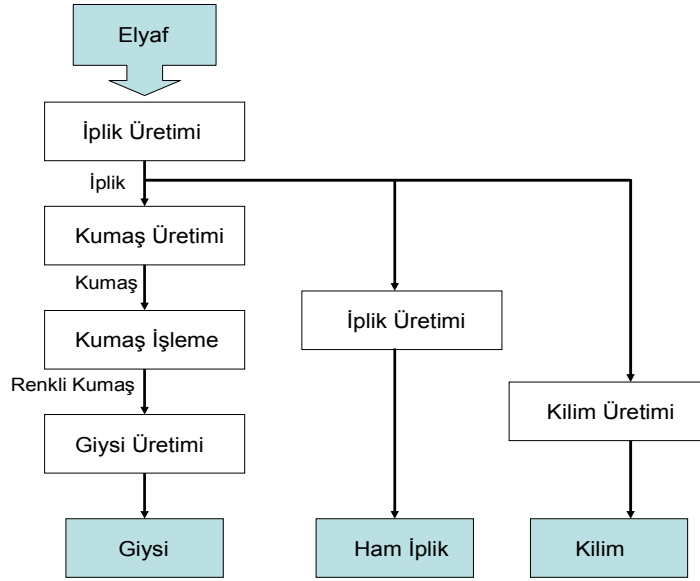 Elyaf
İplik Üretimi
İplik
Kumaş Üretimi
Kumaş
İplik Üretimi
Kumaş İşleme
Renkli Kumaş
Kilim Üretimi
Giysi Üretimi
Giysi
Ham İplik
Kilim